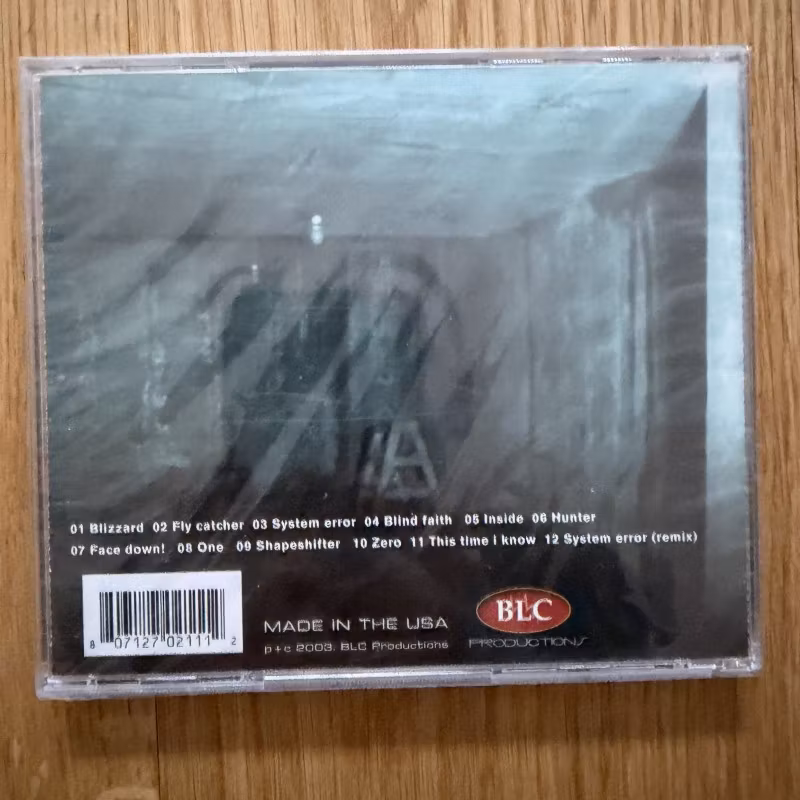 01 Blizzard 02 Fly catcher 03 System error 04 Blind faith 05 Inside 06 Hunter
07 Face down! 08 One 09 Shapeshifter 10 Zero 11 This time i know 12 System error (remix)
8 07127 02111 2
MADE IN THE USA
p+c 2003. BLC Productions
BLC
PRODUCTIONS